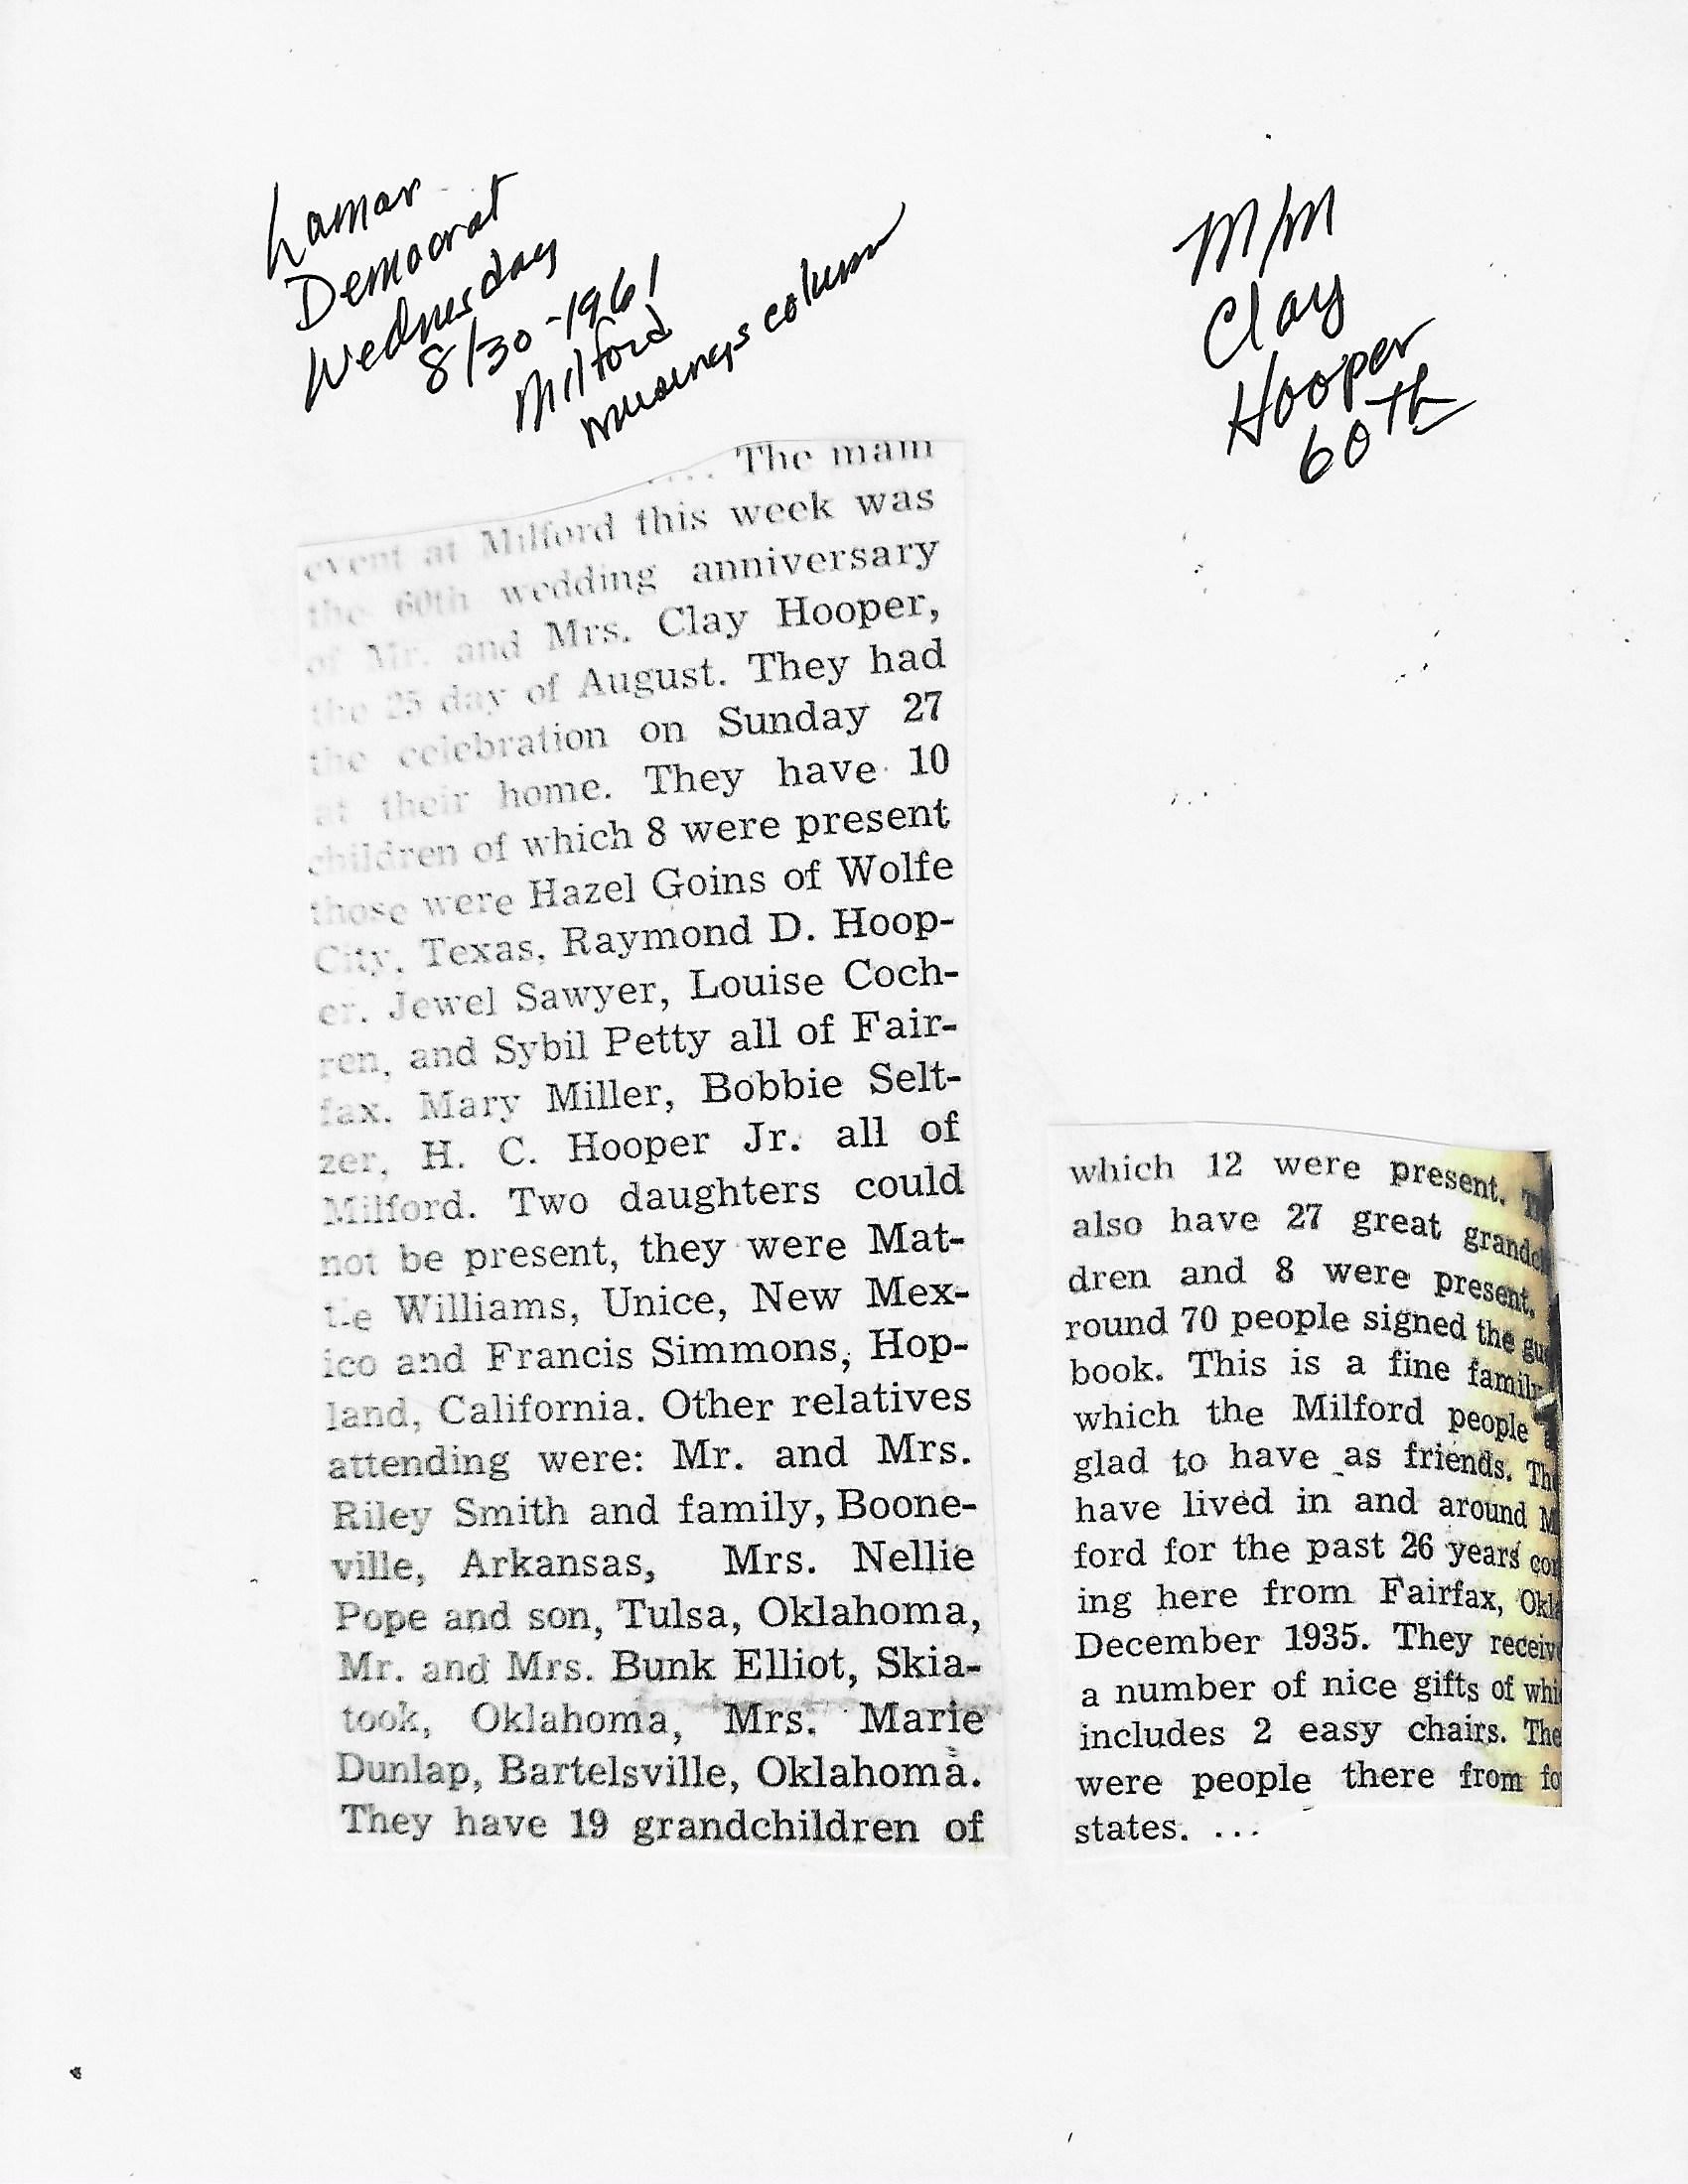 Lamar
Democrat
Wednesday
8/30-1961
Milford
column
M/M
Clay
Hooper
60th
.... The main
event at Milford this week was
the 60th wedding anniversary
of Mr. and Mrs. Clay Hooper,
the 25 day of August. They had
the celebration on Sunday 27
at their home. They have 10
children of which 8 were present
those were Hazel Goins of Wolfe
City, Texas, Raymond D. Hoop-
er, Jewel Sawyer, Louise Coch-
ren, and Sybil Petty all of Fair-
fax. Mary Miller, Bobbie Selt-
zer, H. C. Hooper Jr. all of
Milford. Two daughters could
not be present, they were Mat-
tie Williams, Unice, New Mex-
ico and Francis Simmons, Hop-
land, California. Other relatives
attending were: Mr. and Mrs.
Riley Smith and family, Boone-
ville, Arkansas, Mrs. Nellie
Pope and son, Tulsa, Oklahoma,
Mr. and Mrs. Bunk Elliot, Skia-
took, Oklahoma, Mrs. Marie
Dunlap, Bartelsville, Oklahoma.
They have 19 grandchildren of
which 12 were present.
also have 27 great grandc
dren and 8 were present,
round 70 people signed the gu
book. This is a fine family
which the Milford people
glad to have as friends. The
have lived in and around M
ford for the past 26 years co
ing here from Fairfax, Okl
December 1935. They receive
a number of nice gifts of whi
includes 2 easy chairs. The
were people there from fo
states. ...